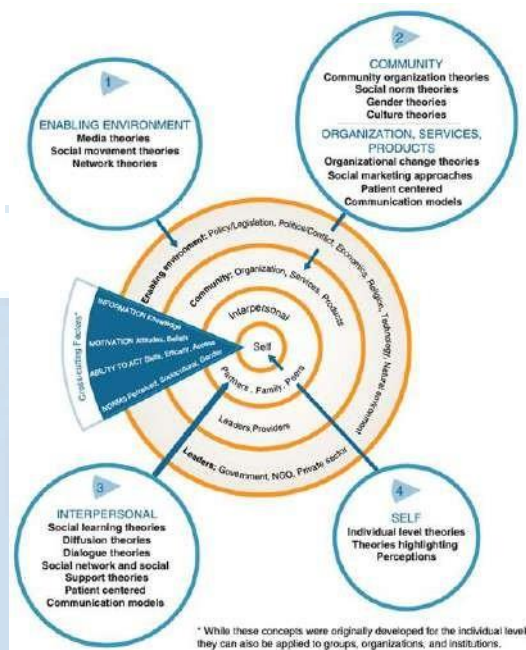 1
ENABLING ENVIRONMENT
Media theories
Social movement theories
Network theories
2
COMMUNITY
Community organization theories
Social norm theories
Gender theories
Culture theories
ORGANIZATION, SERVICES,
PRODUCTS
Organizational change theories
Social marketing approaches
Patient centered
Communication models
Enabling environment: Policy/Legislation, Political/Conflict, Economics, Religion, Technology, Natural environment
Community: Organization, Services, Products
Interpersonal
Self
Partners, Family, Peers
Leaders, Providers
Leaders: Government, NGO, Private sector
Cross-cutting Factors*
INFORMATION Knowledge
MOTIVATION Attitudes, Beliefs
ABILITY TO ACT Skills, Efficacy, Access
NORMS Perceived, Sociocultural, Gender
3
INTERPERSONAL
Social learning theories
Diffusion theories
Dialogue theories
Social network and social
Support theories
Patient centered
Communication models
4
SELF
Individual level theories
Theories highlighting
Perceptions
* While these concepts were originally developed for the individual level
they can also be applied to groups, organizations, and institutions.